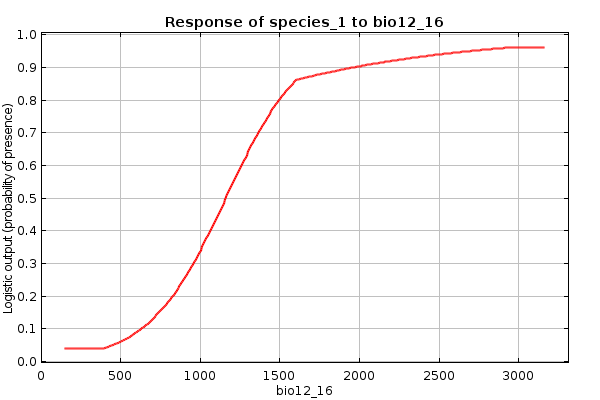 Response of species_1 to bio12_16
Logistic output (probability of presence)
1.0
0.9
0.8
0.7
0.6
0.5
0.4
0.3
0.2
0.1
0.0
0 500 1000 1500 2000 2500 3000
bio12_16